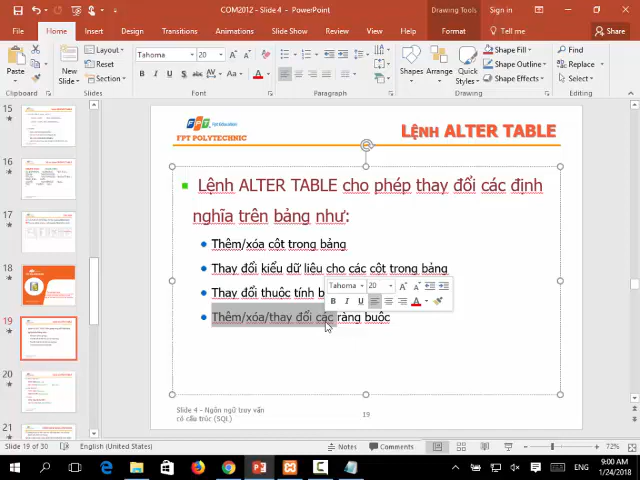 COM2012 - Slide 4 - PowerPoint
Drawing Tools
Sign in
File Home Insert Design Transitions Animations Slide Show Review View Format Tell me Share
Paste
New Slide
Layout
Reset
Section
Tahoma 20
Shapes Arrange Quick Styles
Shape Fill
Shape Outline
Shape Effects
Find
Replace
Select
Clipboard Slides Font Paragraph Drawing Editing
15
16
17
18
19
20
21
FPT Education
FPT POLYTECHNIC
LỆNH ALTER TABLE
Lệnh ALTER TABLE cho phép thay đổi các định
nghĩa trên bảng như:
Thêm/xóa cột trong bảng
Thay đổi kiểu dữ liệu cho các cột trong bảng
Thay đổi thuộc tính b
Tahoma 20
Thêm/xóa/thay đổi các ràng buộc
Slide 4 - Ngôn ngữ truy vấn
có cấu trúc (SQL)
19
Slide 19 of 30 English (United States) Notes Comments 72%
ENG
9:00 AM
1/24/2018